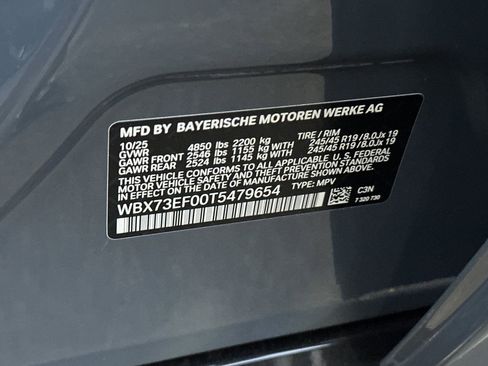 MFD BY BAYERISCHE MOTOREN WERKE AG
10/25 TIRE / RIM
GVWR 4850 lbs 2200 kg
GAWR FRONT 2546 lbs 1155 kg 245/45 R19 / 8.0Jx 19
GAWR REAR 2524 lbs 1145 kg 245/45 R19 / 8.0Jx 19
THIS VEHICLE CONFORMS TO ALL APPLICABLE U.S. FEDERAL
MOTOR VEHICLE SAFETY, BUMPER, AND THEFT PREVENTION STANDARDS
IN EFFECT ON THE DATE OF MANUFACTURE SHOWN ABOVE.
WBX73EF00T5479654 TYPE: MPV
C3N
7 320 730